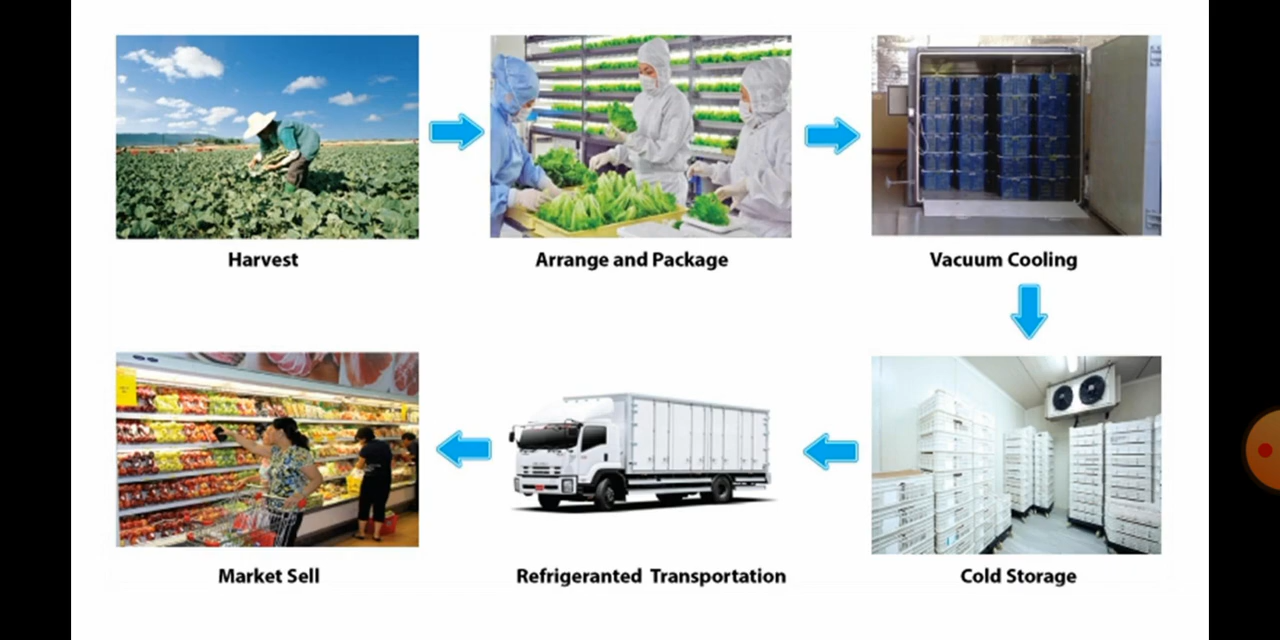 Harvest
Arrange and Package
Vacuum Cooling
Cold Storage
Refrigeranted Transportation
Market Sell